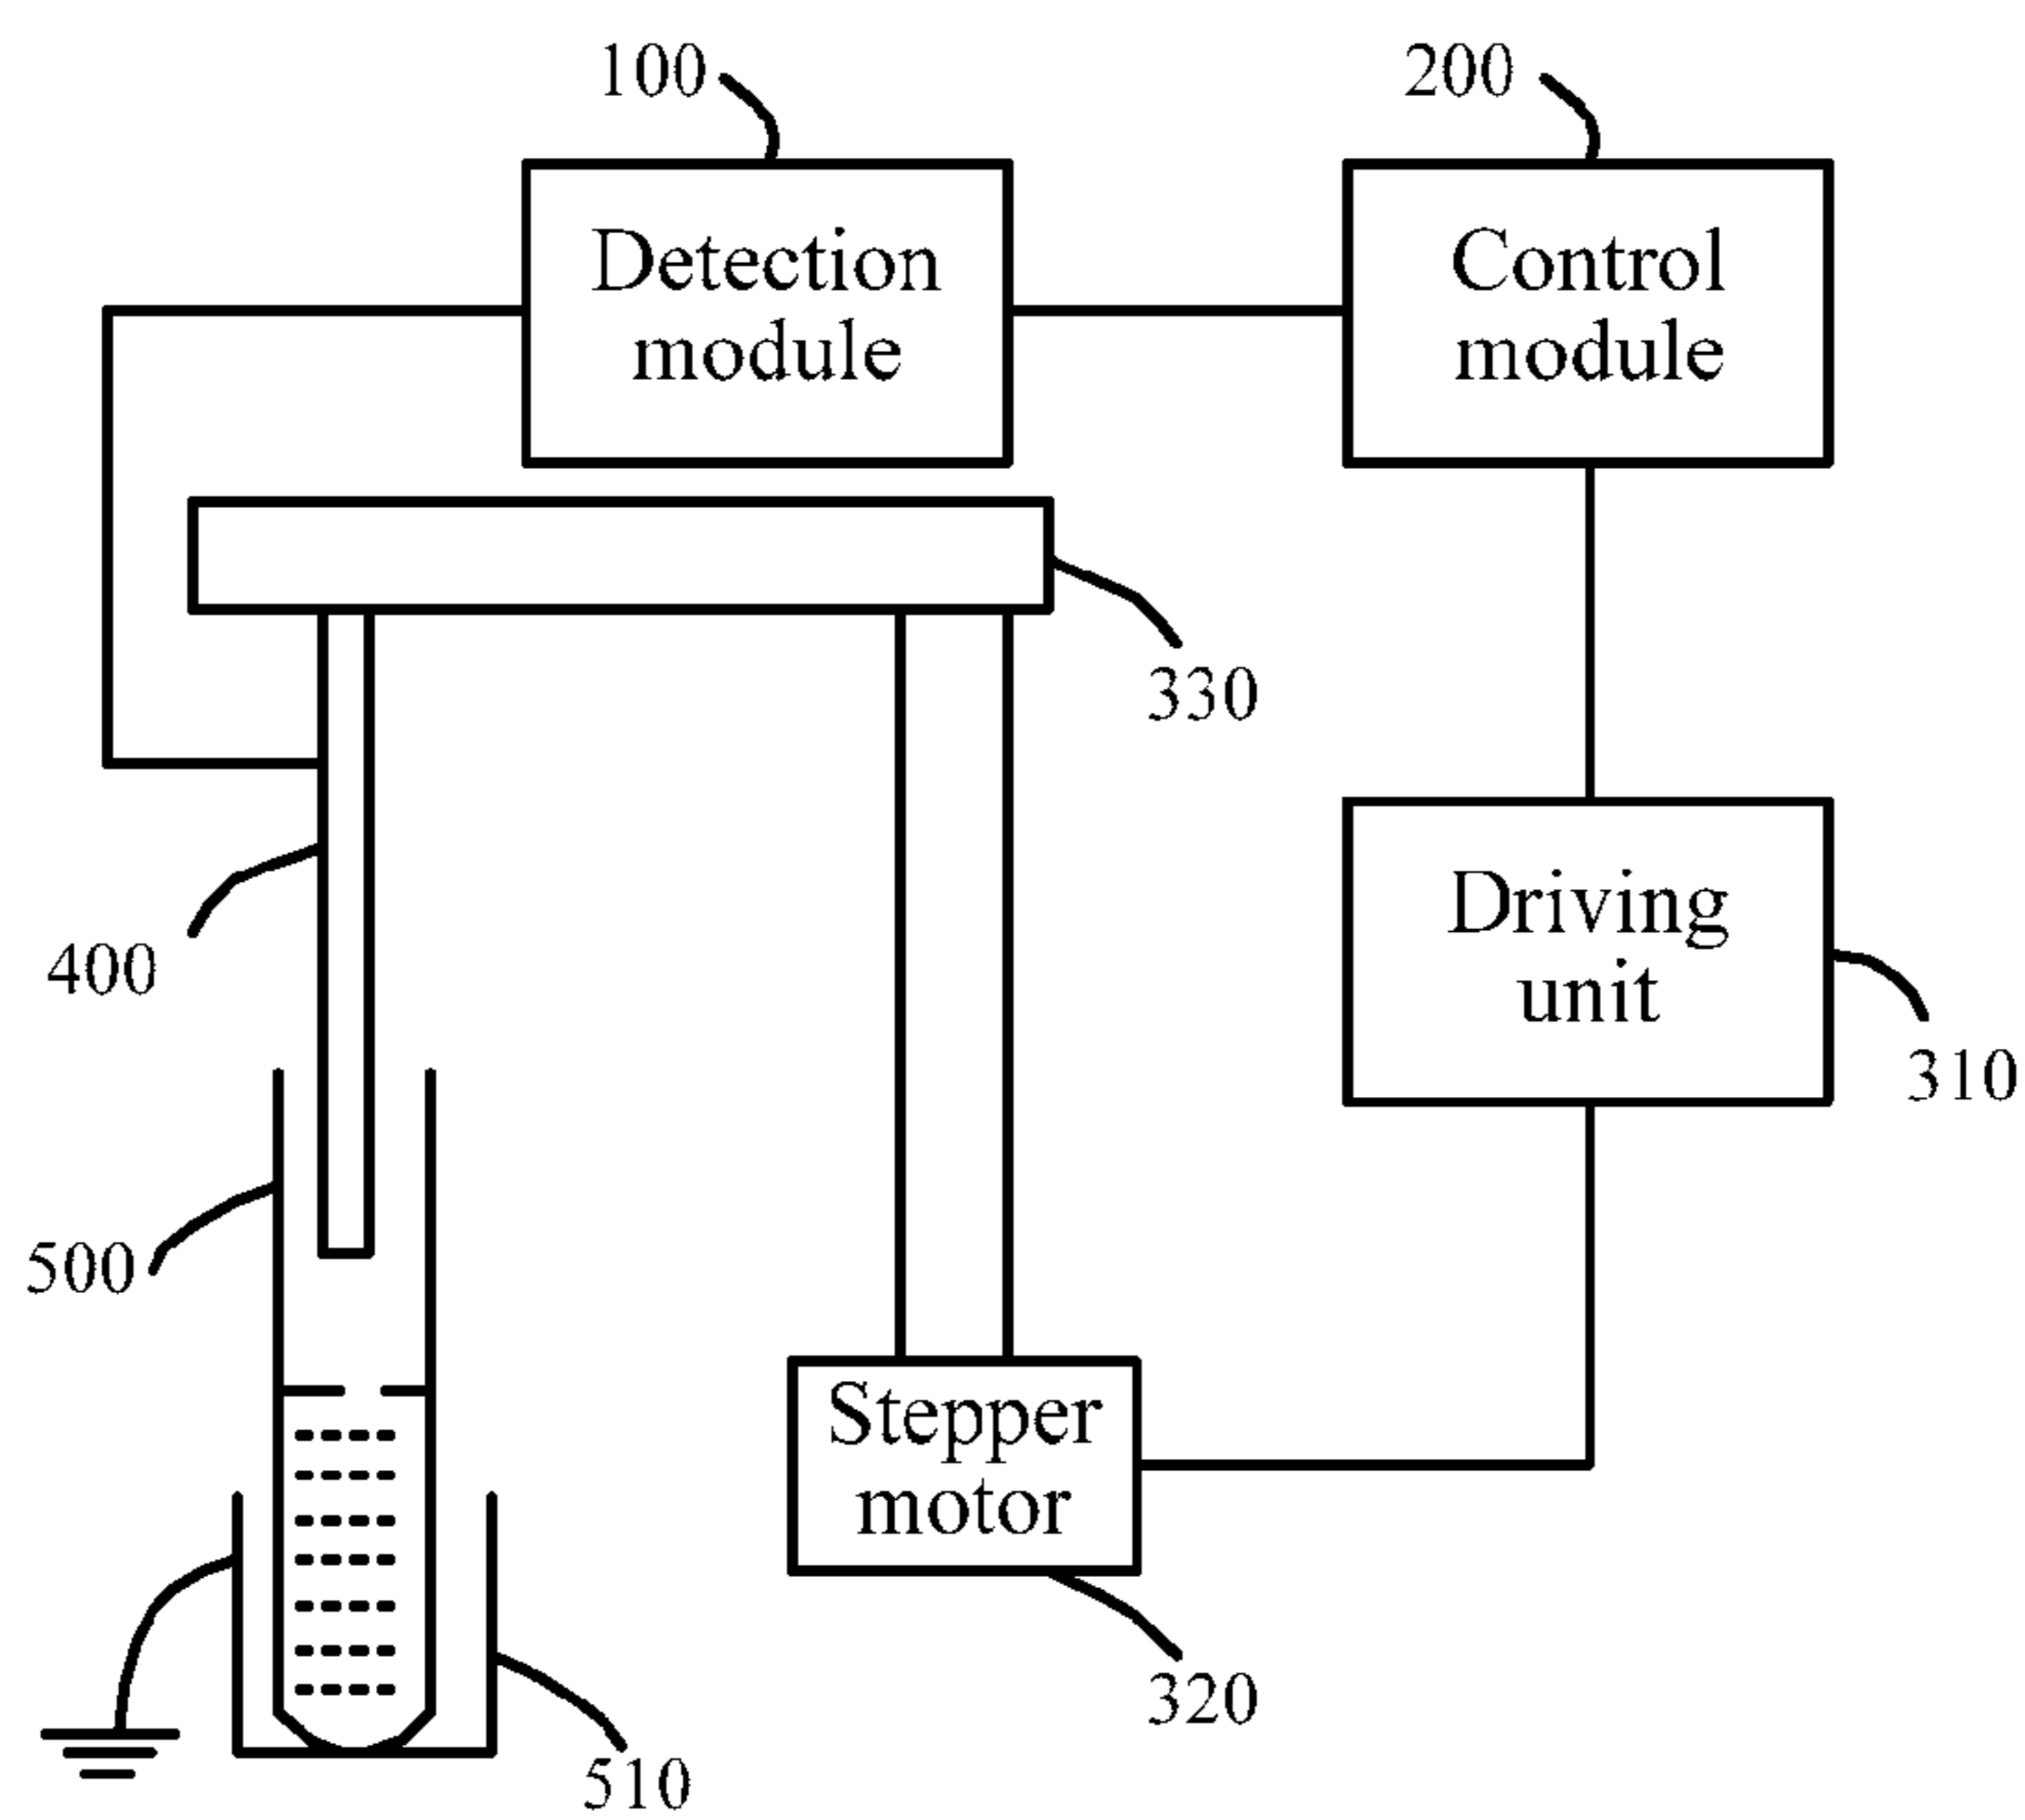 100
200
Detection
module
Control
module
330
400
Driving
unit
310
500
Stepper
motor
320
510